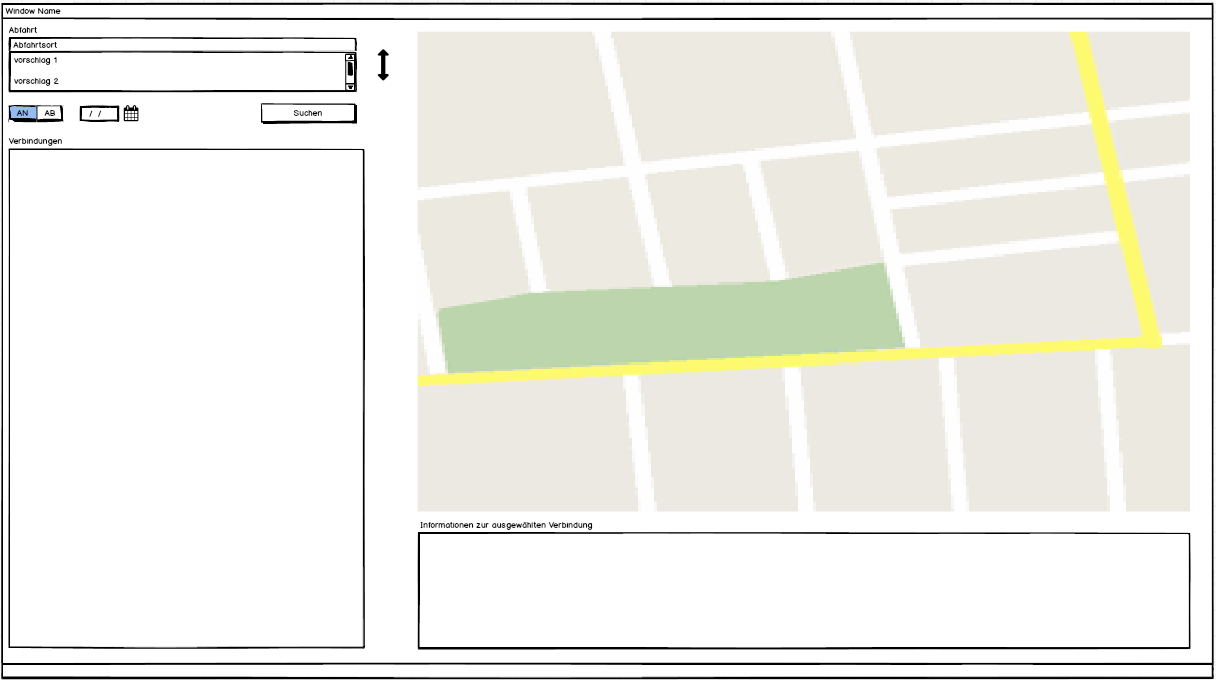 Window Name
Abfahrt
Abfahrtsort
vorschlag 1
vorschlag 2
AN AB / / Suchen
Verbindungen
Informationen zur ausgewählten Verbindung